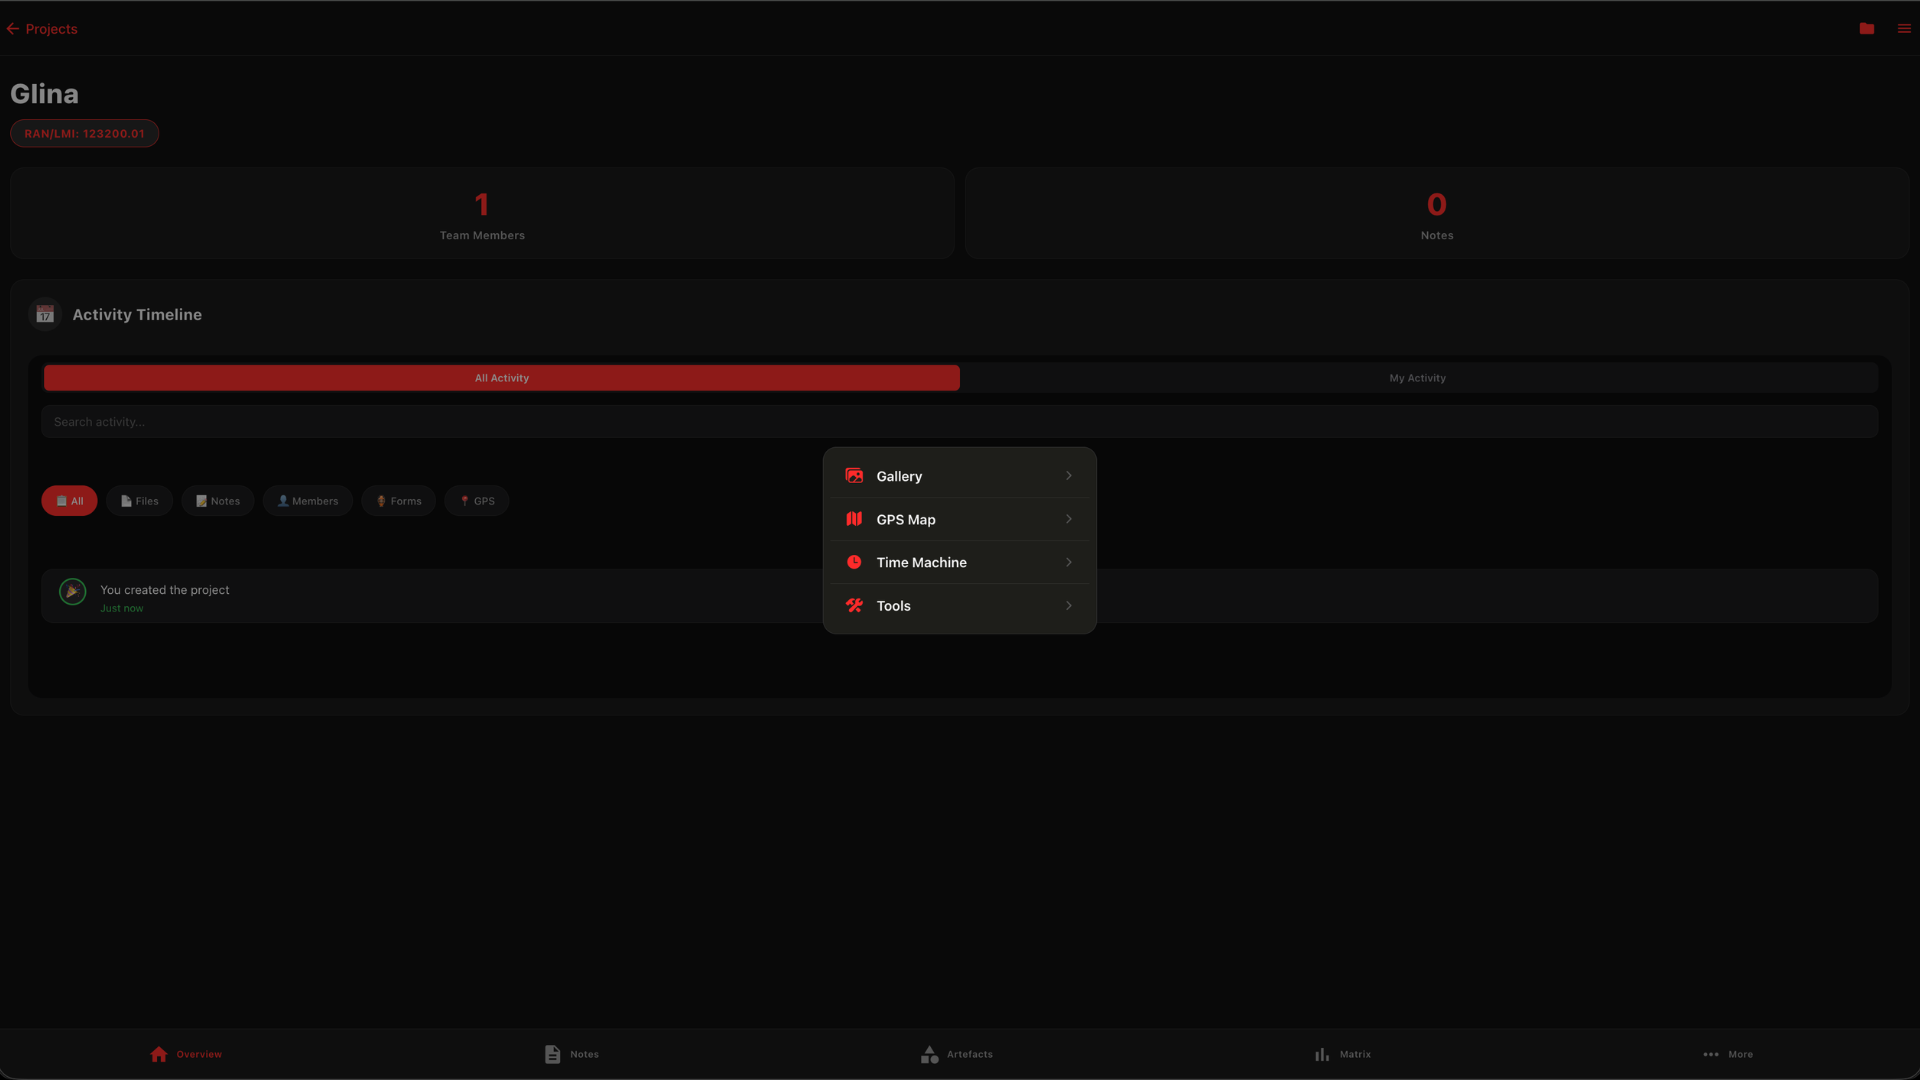 Projects
Glina
RAN/LMI: 123200.01
1
Team Members
0
Notes
17
Activity Timeline
All Activity
My Activity
Search activity...
All
Files
Notes
Members
Forms
GPS
You created the project
Just now
Gallery
GPS Map
Time Machine
Tools
Overview
Notes
Artefacts
Matrix
More